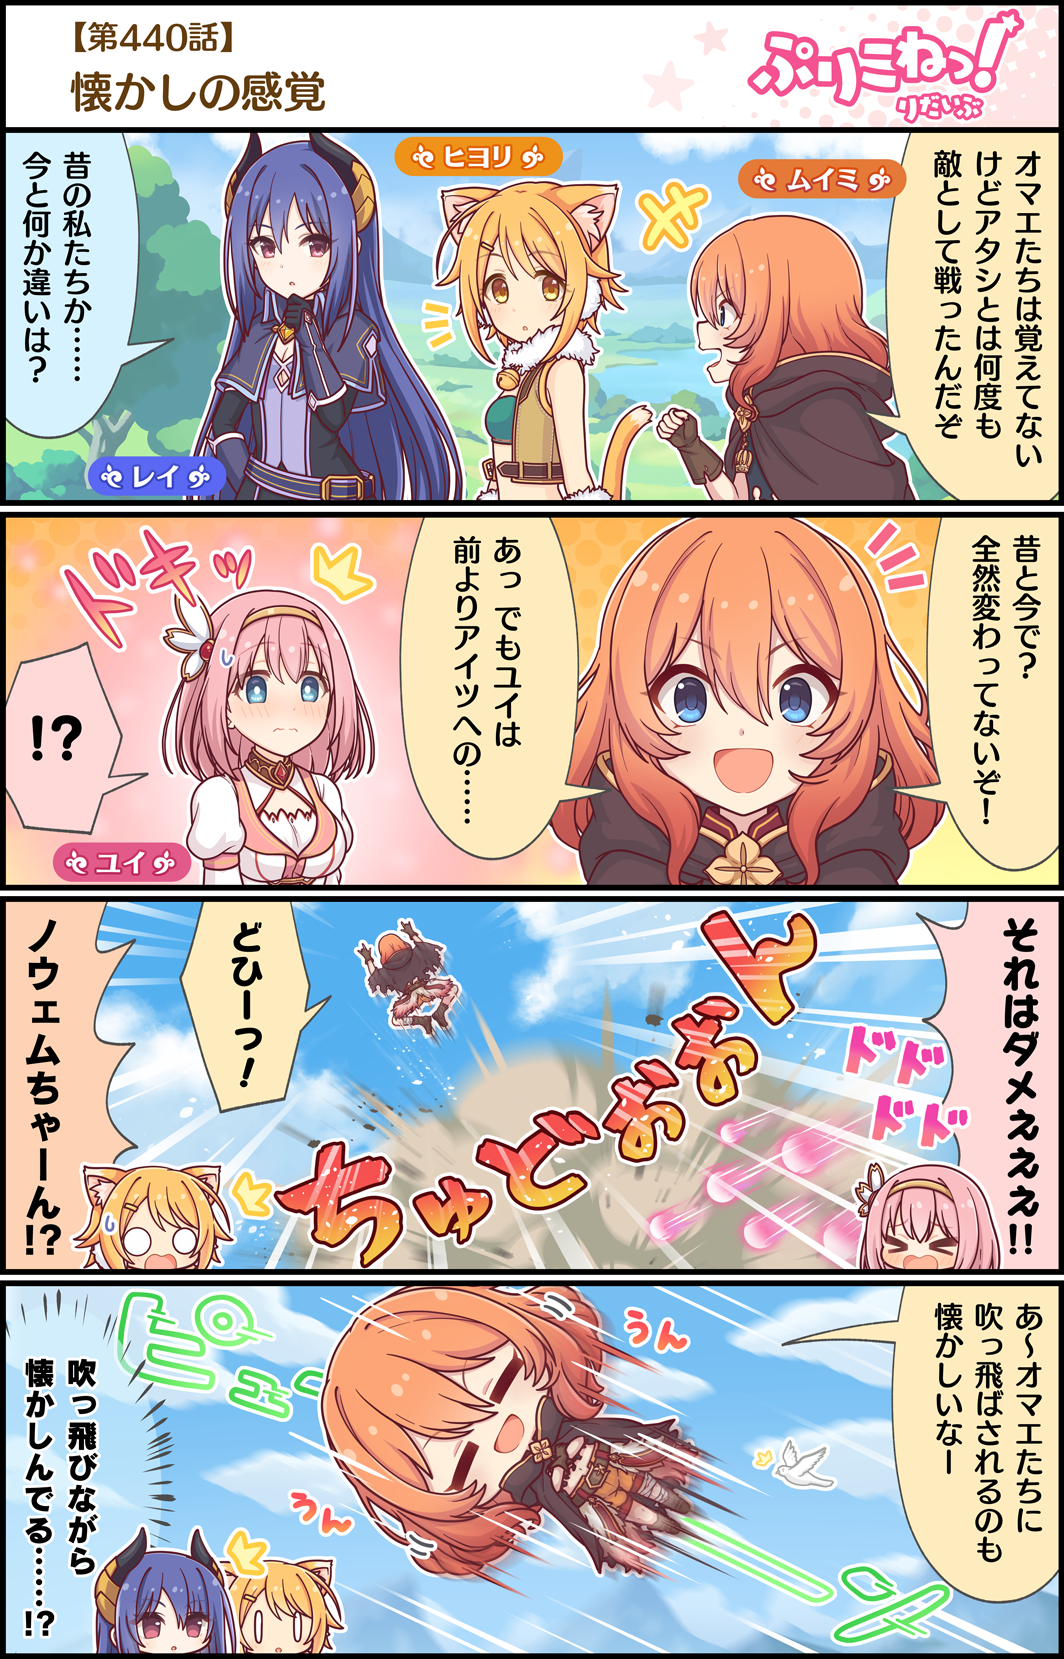 【第440話】
懐かしの感覚
ぷりこねっ!
りだいぶ
オマエたちは覚えてない
けどアタシとは何度も
敵として戦ったんだぞ
ムイミ
ヒヨリ
昔の私たちか……
今と何か違いは？
レイ
昔と今で？
全然変わってないぞ！
あっ でもユイは
前よりアイツへの……
ドキッ
!?
ユイ
それはダメぇぇぇ!!
ドドド
ドドド
ちゅどぉぉぉト
どひーっ！
ノウェムちゃーん!?
あ～オマエたちに
吹っ飛ばされるのも
懐かしいなー
うん
うん
ピュー
吹っ飛びながら
懐かしんでる……!?